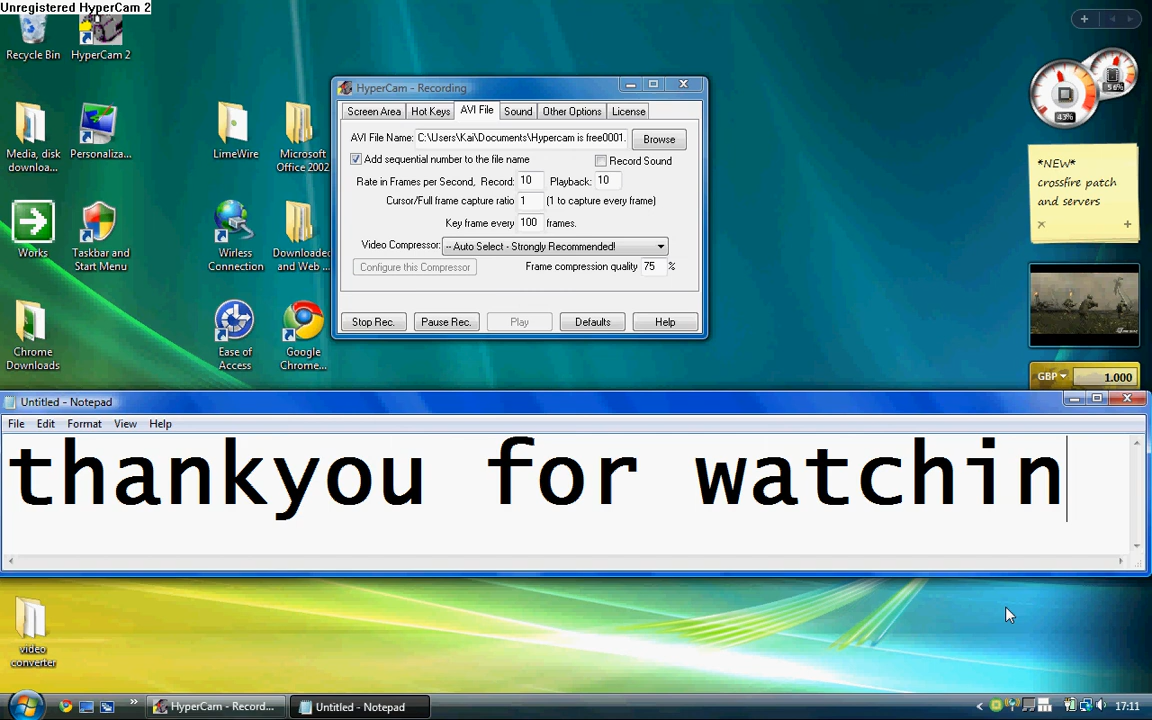 Unregistered HyperCam 2
Recycle Bin
HyperCam 2
Media, disk
downloa...
Personaliza...
LimeWire
Microsoft
Office 2002
Works
Taskbar and
Start Menu
Wirless
Connection
Downloaded
and Web ...
Chrome
Downloads
Ease of
Access
Google
Chrome...
HyperCam - Recording
Screen Area
Hot Keys
AVI File
Sound
Other Options
License
AVI File Name: C:\Users\Kai\Documents\Hypercam is free0001. Browse
Add sequential number to the file name
Record Sound
Rate in Frames per Second, Record: 10 Playback: 10
Cursor/Full frame capture ratio 1 (1 to capture every frame)
Key frame every 100 frames.
Video Compressor: -- Auto Select - Strongly Recommended!
Configure this Compressor
Frame compression quality 75 %
Stop Rec.
Pause Rec.
Play
Defaults
Help
43%
56%
*NEW*
crossfire patch
and servers
GBP 1.000
Untitled - Notepad
File Edit Format View Help
thankyou for watchin
video
converter
HyperCam - Record...
Untitled - Notepad
17:11